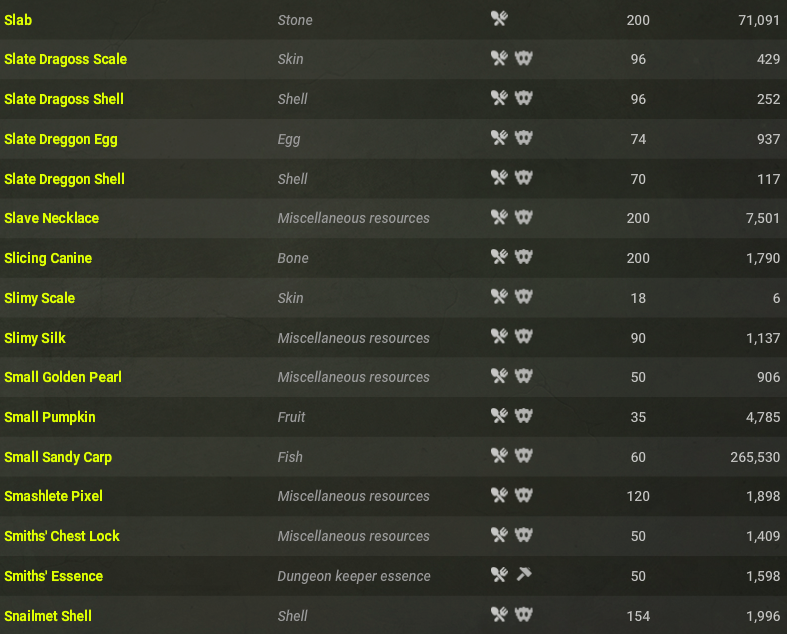 Slab Stone 200 71,091
Slate Dragoss Scale Skin 96 429
Slate Dragoss Shell Shell 96 252
Slate Dreggon Egg Egg 74 937
Slate Dreggon Shell Shell 70 117
Slave Necklace Miscellaneous resources 200 7,501
Slicing Canine Bone 200 1,790
Slimy Scale Skin 18 6
Slimy Silk Miscellaneous resources 90 1,137
Small Golden Pearl Miscellaneous resources 50 906
Small Pumpkin Fruit 35 4,785
Small Sandy Carp Fish 60 265,530
Smashlete Pixel Miscellaneous resources 120 1,898
Smiths' Chest Lock Miscellaneous resources 50 1,409
Smiths' Essence Dungeon keeper essence 50 1,598
Snailmet Shell Shell 154 1,996